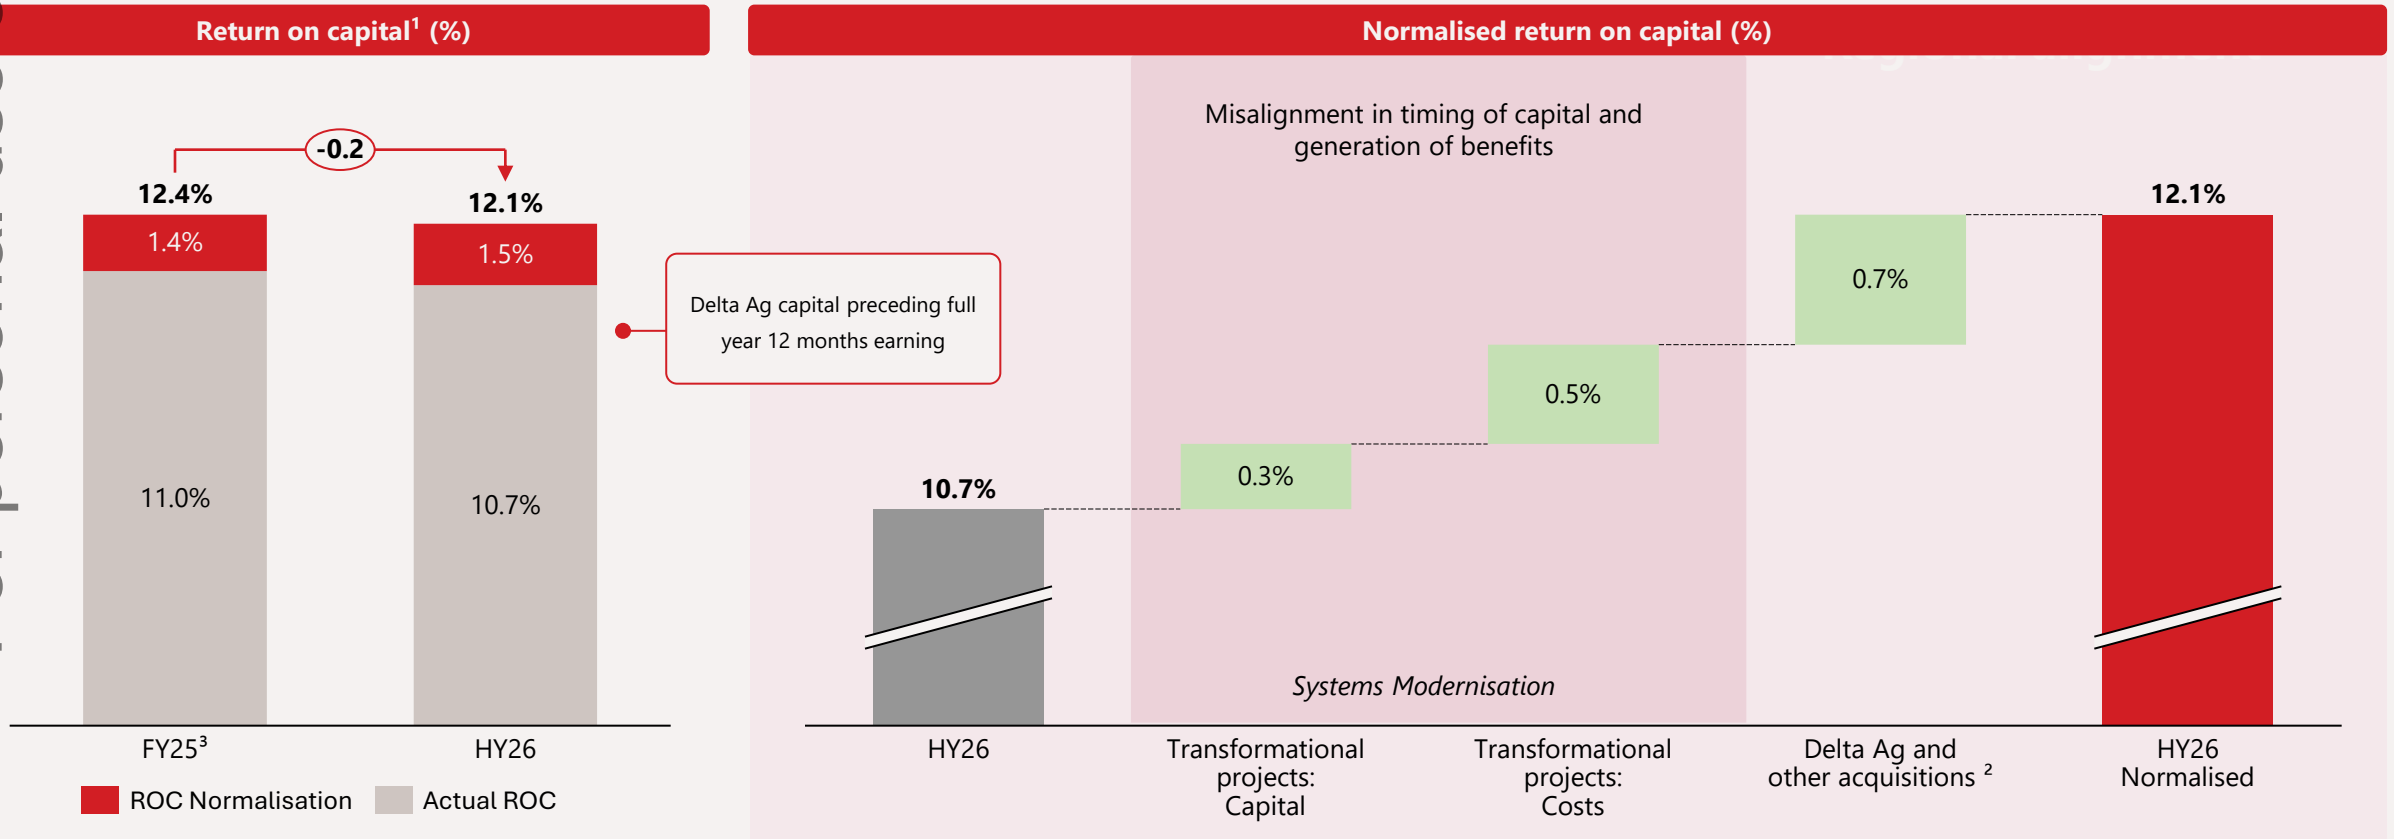 Return on capital¹ (%)
-0.2
12.4%
12.1%
1.4%
1.5%
11.0%
10.7%
Delta Ag capital preceding full
year 12 months earning
FY25³
HY26
ROC Normalisation
Actual ROC
Normalised return on capital (%)
Misalignment in timing of capital and
generation of benefits
10.7%
0.3%
0.5%
0.7%
12.1%
Systems Modernisation
HY26
Transformational
projects:
Capital
Transformational
projects:
Costs
Delta Ag and
other acquisitions ²
HY26
Normalised